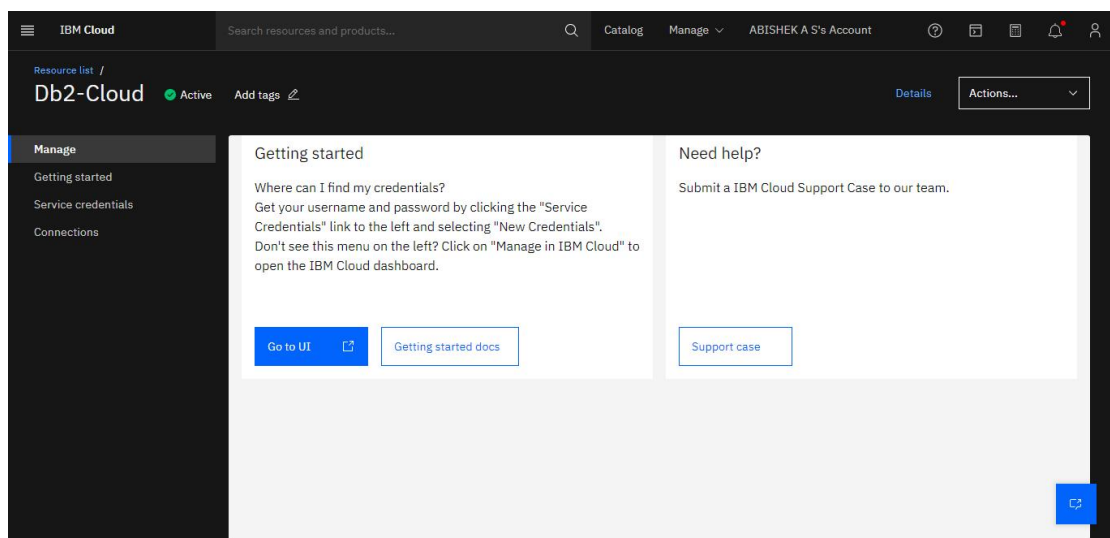 IBM Cloud
Search resources and products...
Catalog
Manage
ABISHEK A S's Account
Resource list /
Db2-Cloud
Active
Add tags
Details
Actions...
Manage
Getting started
Service credentials
Connections
Getting started
Where can I find my credentials?
Get your username and password by clicking the "Service
Credentials" link to the left and selecting "New Credentials".
Don't see this menu on the left? Click on "Manage in IBM Cloud" to
open the IBM Cloud dashboard.
Go to UI
Getting started docs
Need help?
Submit a IBM Cloud Support Case to our team.
Support case